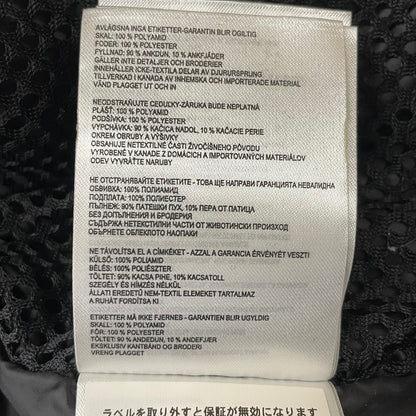 AVLÄGSNA INGA ETIKETTER-GARANTIN BLIR OGILTIG
SKAL: 100 % POLYAMID
FODER: 100 % POLYESTER
FYLLNAD: 90 % ANKDUN, 10 % ANKFJÄDER
GÄLLER INTE DETALJER OCH BRODERIER
INNEHÅLLER ICKE-TEXTILA DELAR AV DJURURSPRUNG
TILLVERKAD I KANADA AV INHEMSKA OCH IMPORTERADE MATERIAL
VÄND PLAGGET UT OCH IN
NEODSTRAŇUJTE CEDULKY-ZÁRUKA BUDE NEPLATNÁ
PLÁŠŤ: 100 % POLYAMID
PODŠÍVKA: 100 % POLYESTER
VÝPCHÁVKA: 90 % KAČICA NADOL, 10 % KAČACIE PERIE
OKREM OBRUBY A VÝŠIVKY
OBSAHUJE NETEXTILNÉ ČASTI ŽIVOČÍŠNEHO PÔVODU
VYROBENÉ V KANADE Z DOMÁCICH A IMPORTOVANÝCH MATERIÁLOV
ODEV VYVRÁŤTE NARUBY
НЕ ОТСТРАНЯВАЙТЕ ЕТИКЕТИТЕ - ТОВА ЩЕ НАПРАВИ ГАРАНЦИЯТА НЕВАЛИДНА
ОБВИВКА: 100% ПОЛИАМИД
ПОДПЛАТА: 100% ПОЛИЕСТЕР
ПЪЛНЕЖ: 90% ПАТЕШКИ ПУХ, 10% ПЕРА ОТ ПАТИЦА
БЕЗ ДОПЪЛНЕНИЯ И БРОДЕРИЯ
СЪДЪРЖА НЕТЕКСТИЛНИ ЧАСТИ ОТ ЖИВОТИНСКИ ПРОИЗХОД
ОБЪРНЕТЕ ОБЛЕКЛОТО НАОПАКИ
NE TÁVOLÍTSA EL A CÍMKÉKET - AZZAL A GARANCIA ÉRVÉNYÉT VESZTI
KÜLSŐ: 100% POLIAMID
BÉLÉS: 100% POLIÉSZTER
TÖLTET: 90% KACSA PIHE, 10% KACSATOLL
SZEGÉLY ÉS HÍMZÉS NÉLKÜL
ÁLLATI EREDETŰ NEM-TEXTIL ELEMEKET TARTALMAZ
A RUHÁT FORDÍTSA KI
ETIKETTER MÅ IKKE FJERNES - GARANTIEN BLIR UGYLDIG
SKALL: 100 % POLYAMID
FOR: 100 % POLYESTER
TÖLTET: 90 % ANDEDUN, 10 % ANDEFJÆR
EKSKLUSIV KANTBÅND OG BRODERI
VRENG PLAGGET
ラベルを取り外すと保証が無効になります